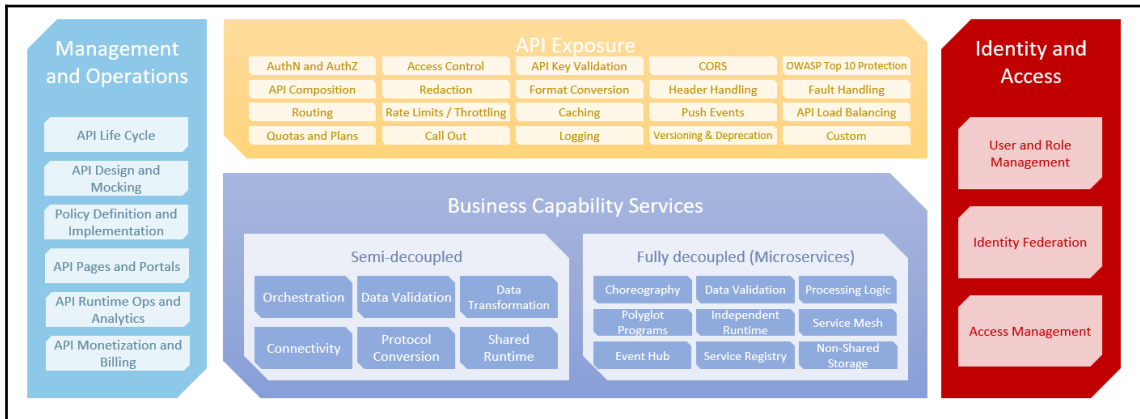 Management
and Operations
API Life Cycle
API Design and
Mocking
Policy Definition and
Implementation
API Pages and Portals
API Runtime Ops and
Analytics
API Monetization and
Billing
API Exposure
AuthN and AuthZ
Access Control
API Key Validation
CORS
OWASP Top 10 Protection
API Composition
Redaction
Format Conversion
Header Handling
Fault Handling
Routing
Rate Limits / Throttling
Caching
Push Events
API Load Balancing
Quotas and Plans
Call Out
Logging
Versioning & Deprecation
Custom
Business Capability Services
Semi-decoupled
Orchestration
Data Validation
Data
Transformation
Connectivity
Protocol
Conversion
Shared
Runtime
Fully decoupled (Microservices)
Choreography
Data Validation
Processing Logic
Polyglot
Programs
Independent
Runtime
Service Mesh
Event Hub
Service Registry
Non-Shared
Storage
Identity and
Access
User and Role
Management
Identity Federation
Access Management